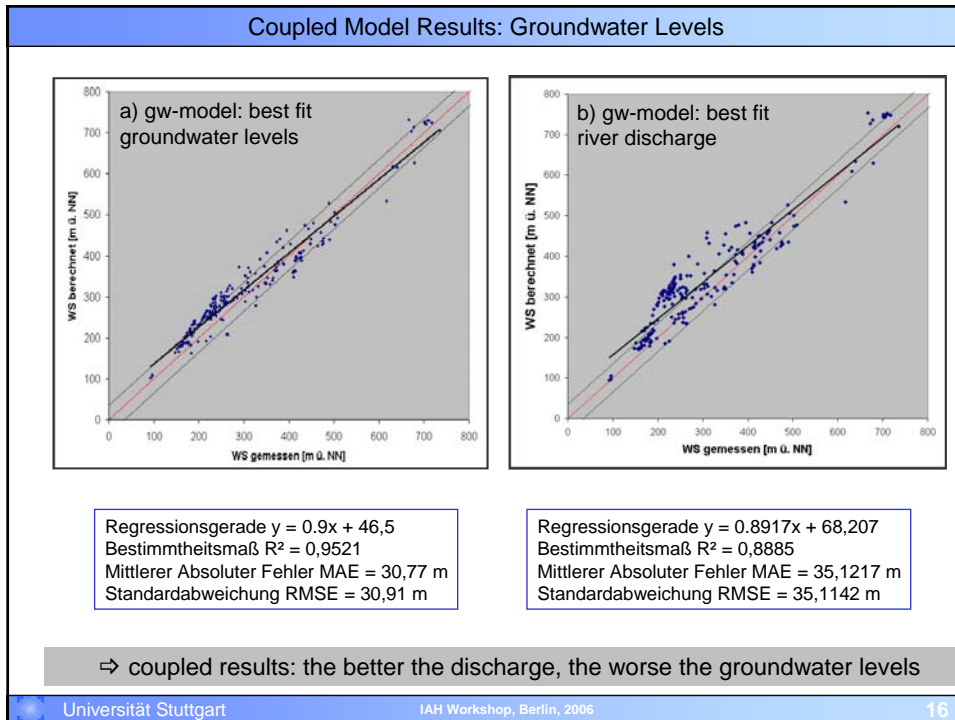 Coupled Model Results: Groundwater Levels
a) gw-model: best fit
groundwater levels
WS berechnet [m ü. NN]
800
700
600
500
400
300
200
100
0
0 100 200 300 400 500 600 700 800
WS gemessen [m ü. NN]
b) gw-model: best fit
river discharge
WS berechnet [m ü. NN]
800
700
600
500
400
300
200
100
0
0 100 200 300 400 500 600 700 800
WS gemessen [m ü. NN]
Regressionsgerade y = 0.9x + 46,5
Bestimmtheitsmaß R² = 0,9521
Mittlerer Absoluter Fehler MAE = 30,77 m
Standardabweichung RMSE = 30,91 m
Regressionsgerade y = 0.8917x + 68,207
Bestimmtheitsmaß R² = 0,8885
Mittlerer Absoluter Fehler MAE = 35,1217 m
Standardabweichung RMSE = 35,1142 m
⇨ coupled results: the better the discharge, the worse the groundwater levels
Universität Stuttgart
IAH Workshop, Berlin, 2006
16